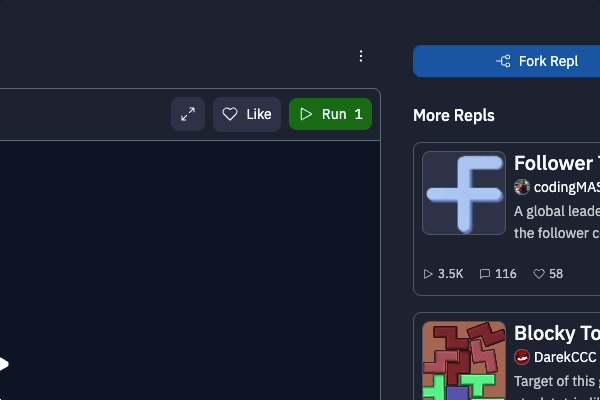 Fork Repl
Like
Run 1
More Repls
Follower
codingMAS
A global leade
the follower c
3.5K
116
58
Blocky To
DarekCCC
Target of this